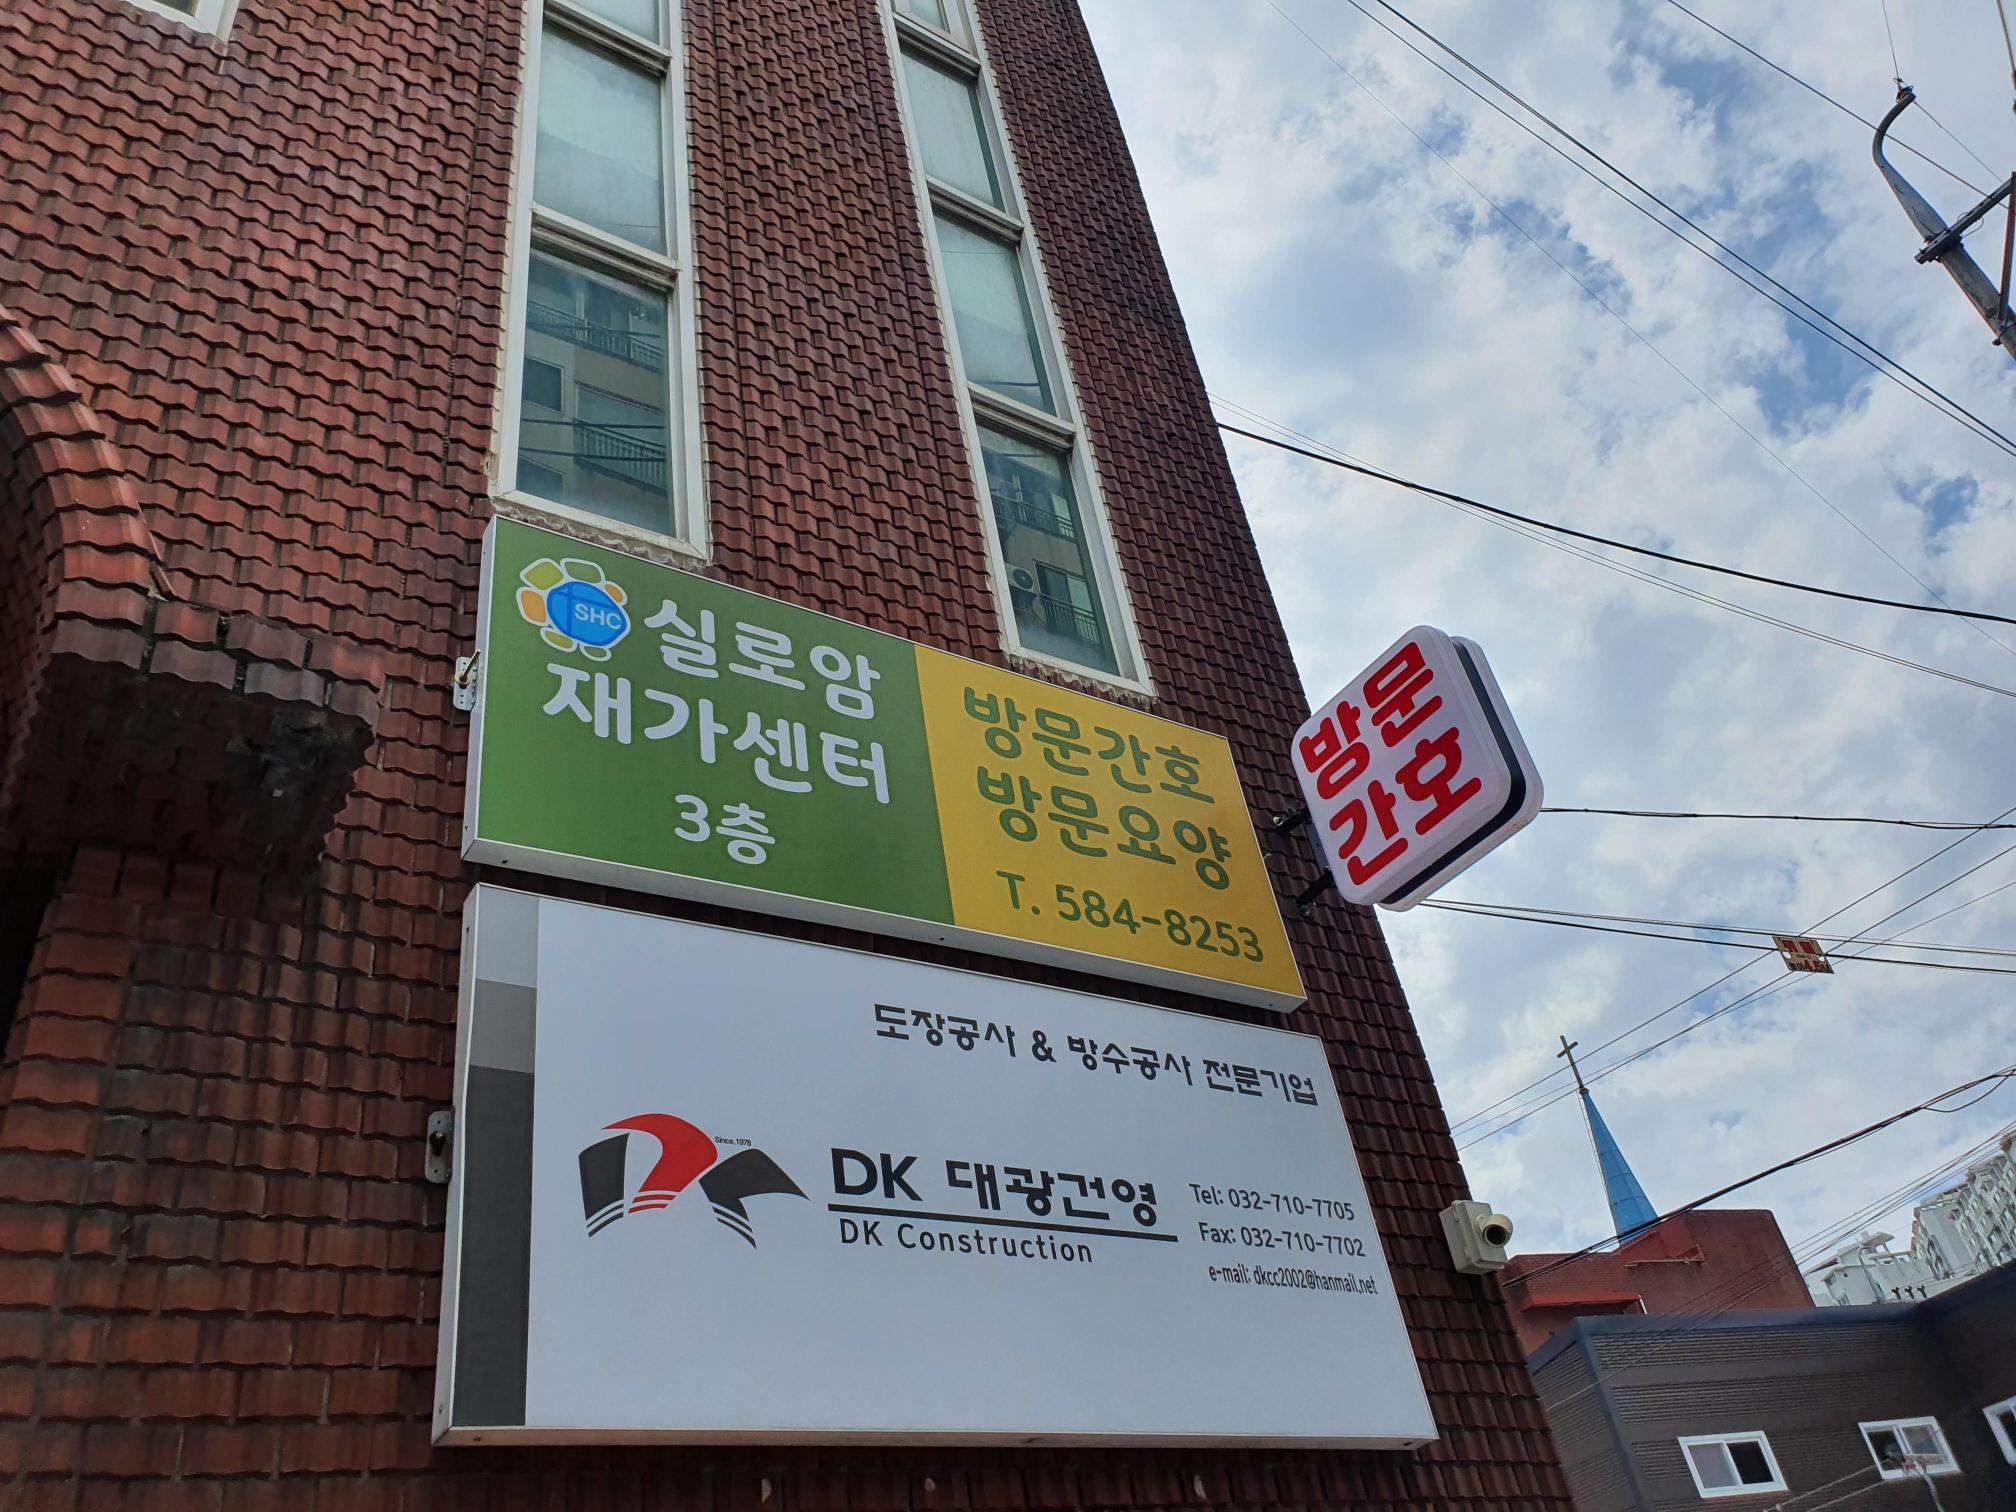 SHC
실로암
재가센터
3층
방문간호
방문요양
T. 584-8253
방문
간호
도장공사 & 방수공사 전문기업
Since.1978
DK 대광건영
DK Construction
Tel: 032-710-7705
Fax: 032-710-7702
e-mail: dkcc2002@hanmail.net
위험